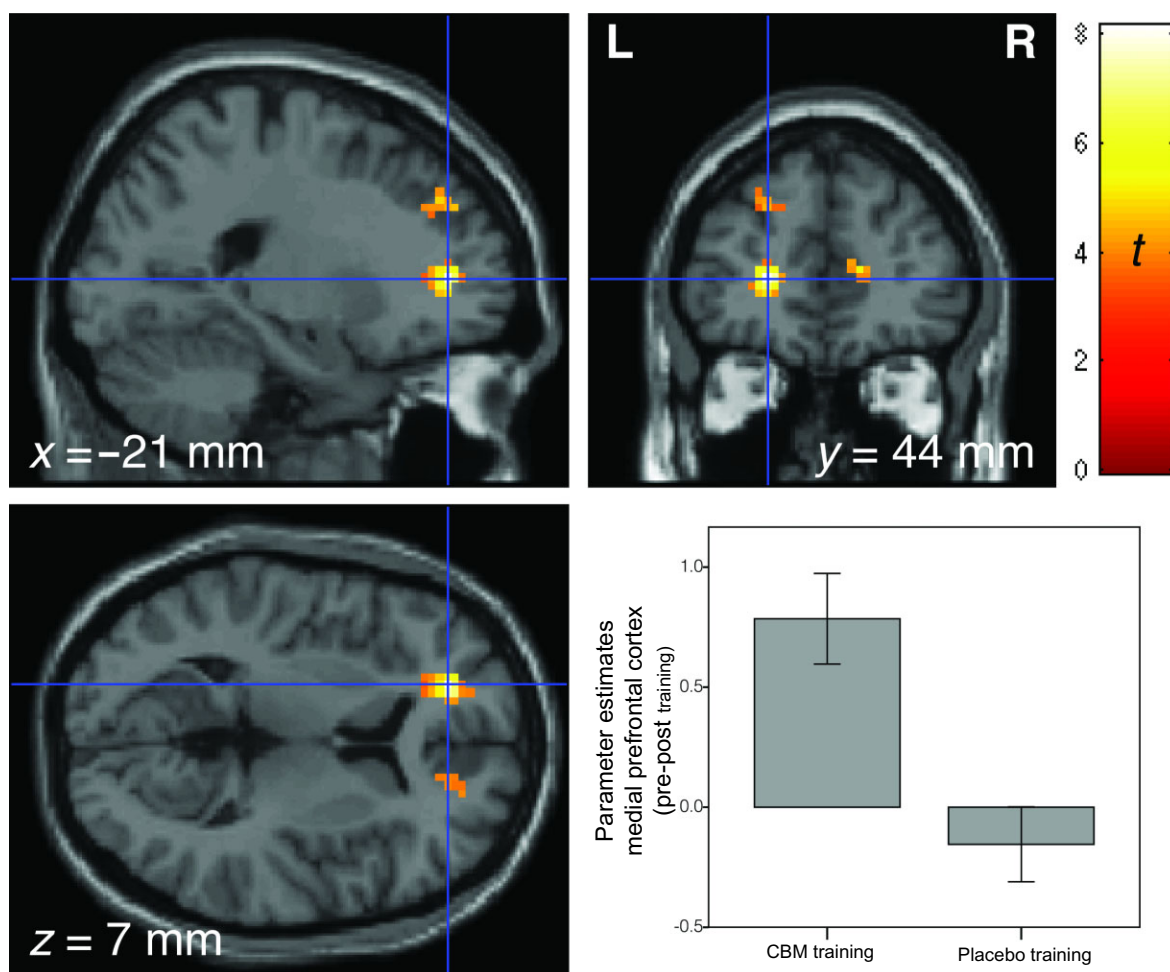 L R
x = −21 mm
y = 44 mm
8
6
4
2
0
t
z = 7 mm
Parameter estimates
medial prefrontal cortex
(pre-post training)
1.0
0.5
0.0
-0.5
CBM training
Placebo training